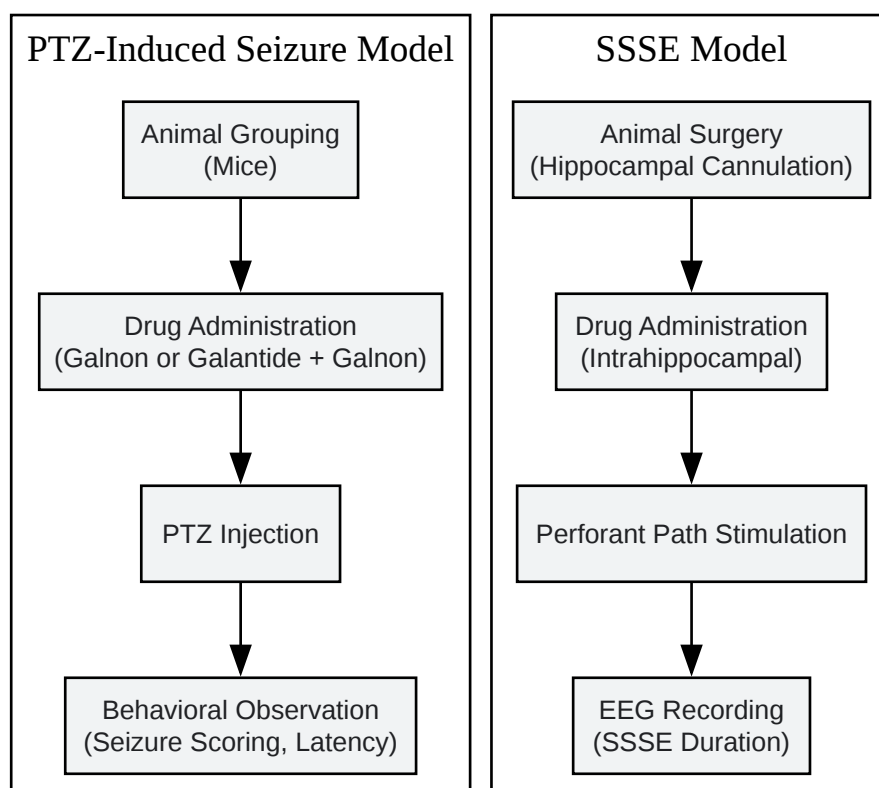 PTZ-Induced Seizure Model
Animal Grouping
(Mice)
Drug Administration
(Galnon or Galantide + Galnon)
PTZ Injection
Behavioral Observation
(Seizure Scoring, Latency)
SSSE Model
Animal Surgery
(Hippocampal Cannulation)
Drug Administration
(Intrahippocampal)
Perforant Path Stimulation
EEG Recording
(SSSE Duration)